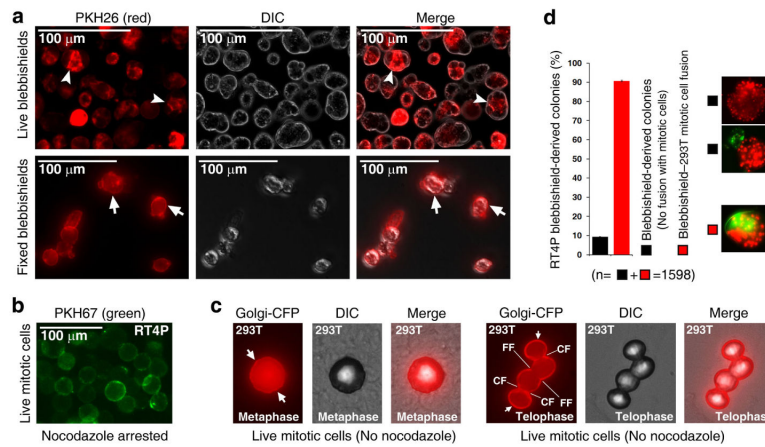 a
PKH26 (red)
DIC
Merge
Live blebbishields
100 μm
100 μm
100 μm
Fixed blebbishields
100 μm
100 μm
100 μm
b
PKH67 (green)
Live mitotic cells
100 μm
RT4P
Nocodazole arrested
c
Golgi-CFP
DIC
Merge
293T
293T
293T
Metaphase
Metaphase
Metaphase
Live mitotic cells (No nocodazole)
Golgi-CFP
DIC
Merge
293T
293T
293T
FF
CF
CF
CF
FF
Telophase
Telophase
Telophase
Live mitotic cells (No nocodazole)
d
RT4P blebbishield-derived colonies (%)
100
90
80
70
60
50
40
30
20
10
0
Blebbishield-derived colonies
(No fusion with mitotic cells)
Blebbishield–293T mitotic cell fusion
(n= + =1598)